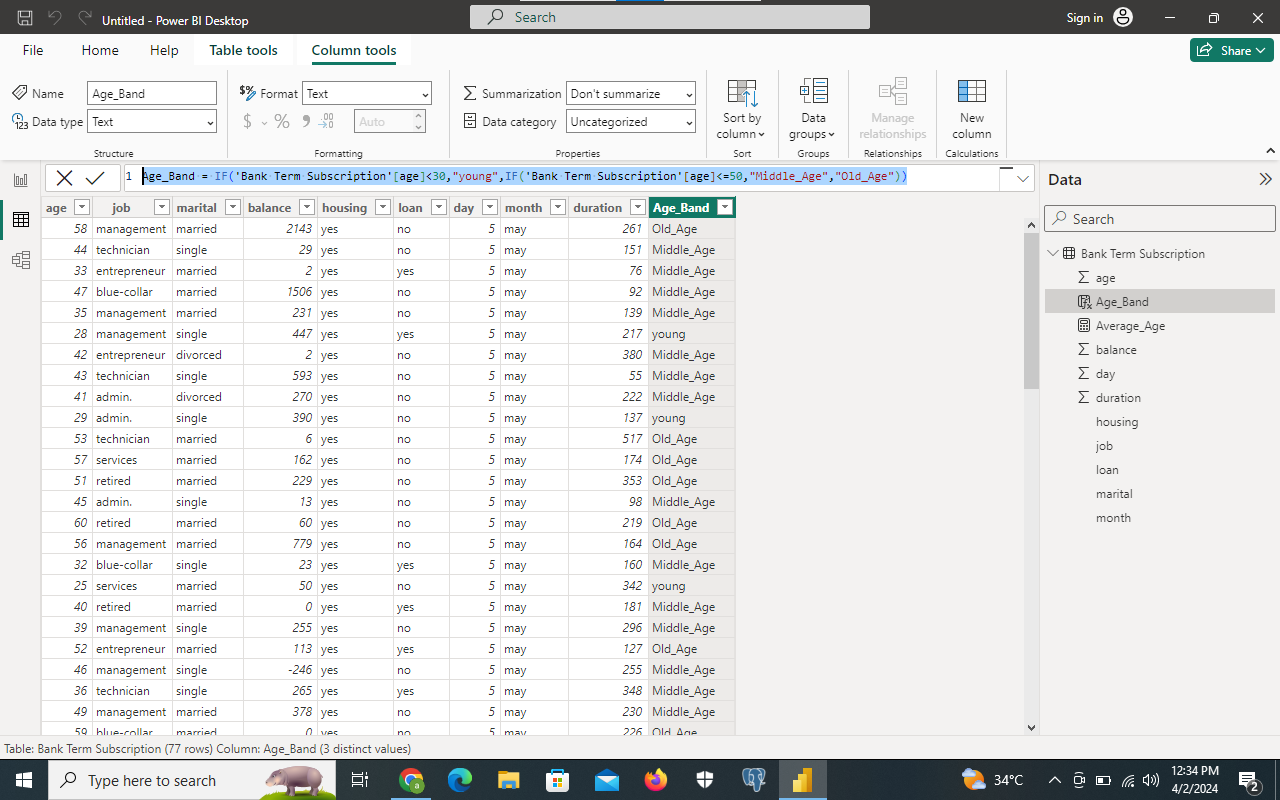 Untitled - Power BI Desktop
Search
Sign in
File
Home
Help
Table tools
Column tools
Share
Name
Age_Band
Data type
Text
Structure
Format
Text
$
%
Auto
Formatting
Summarization
Don't summarize
Data category
Uncategorized
Properties
Sort by
column
Sort
Data
groups
Groups
Manage
relationships
Relationships
New
column
Calculations
1 Age_Band = IF('Bank Term Subscription'[age]<30,"young",IF('Bank Term Subscription'[age]<=50,"Middle_Age","Old_Age"))
age job marital balance housing loan day month duration Age_Band
58 management married 2143 yes no 5 may 261 Old_Age
44 technician single 29 yes no 5 may 151 Middle_Age
33 entrepreneur married 2 yes yes 5 may 76 Middle_Age
47 blue-collar married 1506 yes no 5 may 92 Middle_Age
35 management married 231 yes no 5 may 139 Middle_Age
28 management single 447 yes yes 5 may 217 young
42 entrepreneur divorced 2 yes no 5 may 380 Middle_Age
43 technician single 593 yes no 5 may 55 Middle_Age
41 admin. divorced 270 yes no 5 may 222 Middle_Age
29 admin. single 390 yes no 5 may 137 young
53 technician married 6 yes no 5 may 517 Old_Age
57 services married 162 yes no 5 may 174 Old_Age
51 retired married 229 yes no 5 may 353 Old_Age
45 admin. single 13 yes no 5 may 98 Middle_Age
60 retired married 60 yes no 5 may 219 Old_Age
56 management married 779 yes no 5 may 164 Old_Age
32 blue-collar single 23 yes yes 5 may 160 Middle_Age
25 services married 50 yes no 5 may 342 young
40 retired married 0 yes yes 5 may 181 Middle_Age
39 management single 255 yes no 5 may 296 Middle_Age
52 entrepreneur married 113 yes yes 5 may 127 Old_Age
46 management single -246 yes no 5 may 255 Middle_Age
36 technician single 265 yes yes 5 may 348 Middle_Age
49 management married 378 yes no 5 may 230 Middle_Age
59 blue-collar married 0 yes no 5 may 226 Old_Age
Data
Search
Bank Term Subscription
age
Age_Band
Average_Age
balance
day
duration
housing
job
loan
marital
month
Table: Bank Term Subscription (77 rows) Column: Age_Band (3 distinct values)
Type here to search
34°C
12:34 PM
4/2/2024
2